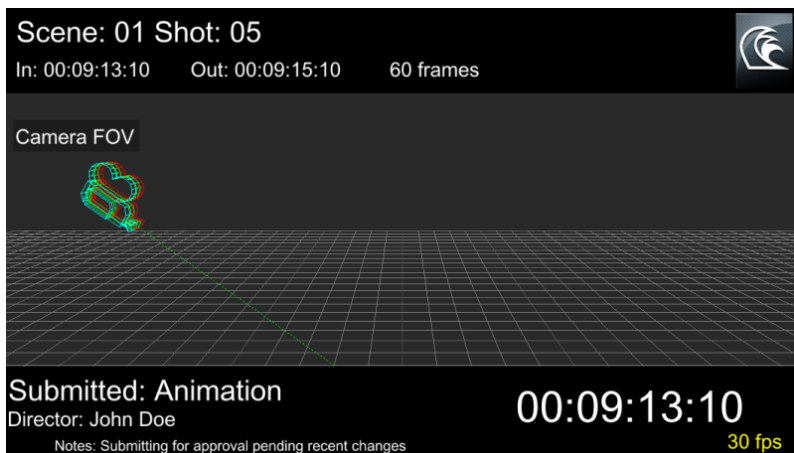 Scene: 01 Shot: 05
In: 00:09:13:10 Out: 00:09:15:10 60 frames
Camera FOV
Submitted: Animation
Director: John Doe
Notes: Submitting for approval pending recent changes
00:09:13:10
30 fps